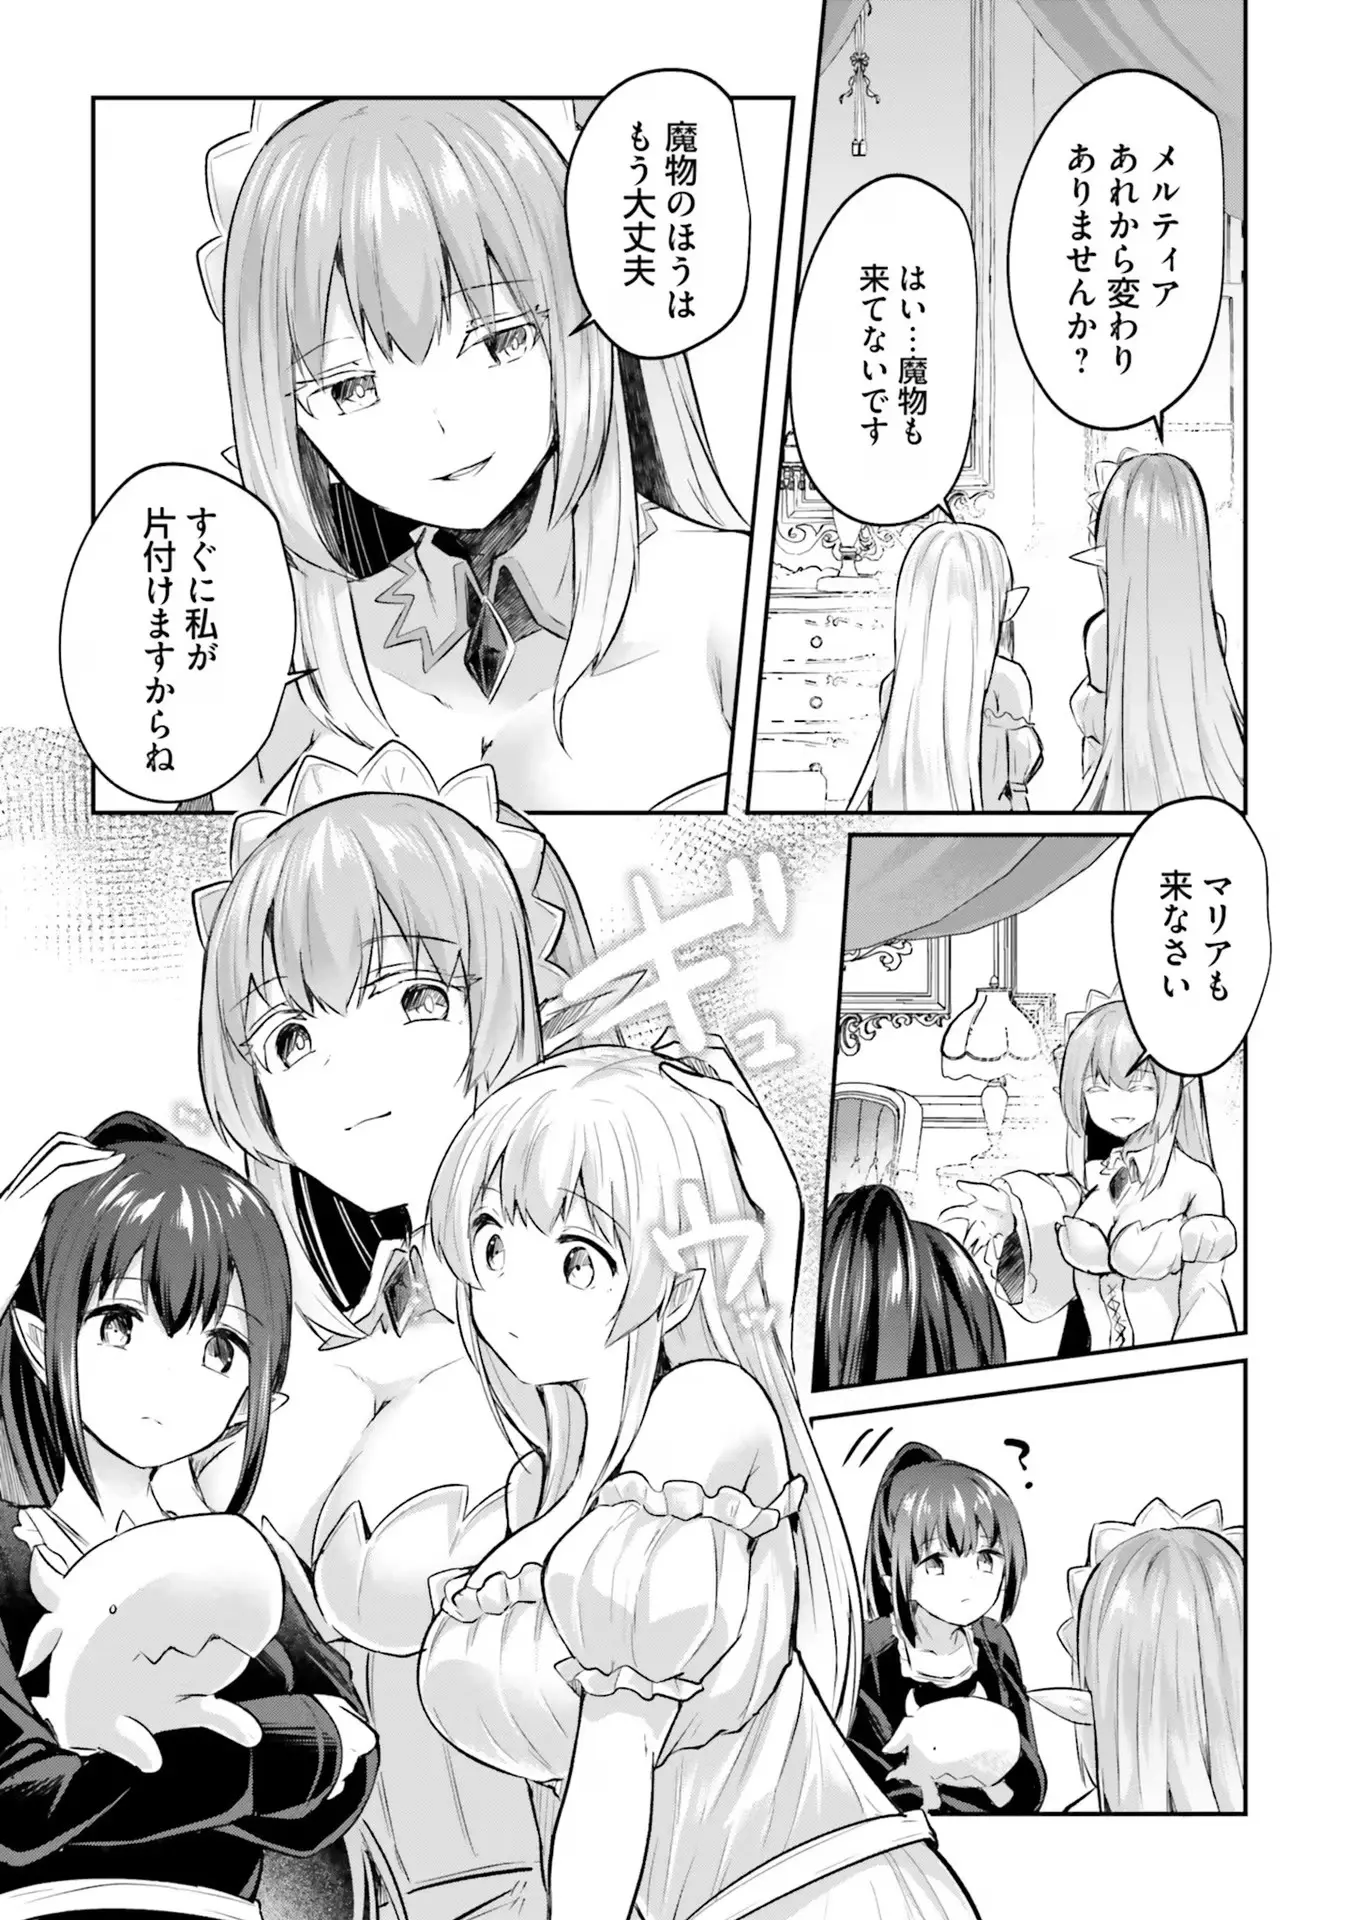 メルティア
あれから変わり
ありませんか?
はい…魔物も
来てないです
魔物のほうは
もう大丈夫
すぐに私が
片付けますからね
マリアも
来なさい
?
ギュウ